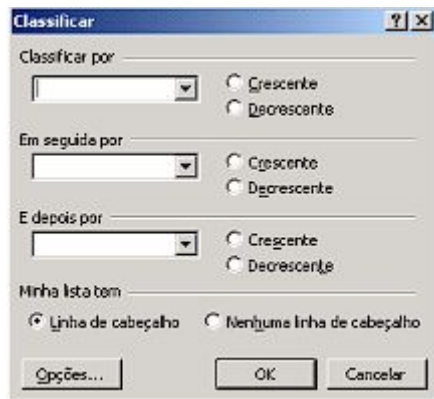 Classificar
Classificar por
Crescente
Decrescente
Em seguida por
Crescente
Decrescente
E depois por
Crescente
Decrescente
Minha lista tem
Linha de cabeçalho Nenhuma linha de cabeçalho
Opções... OK Cancelar